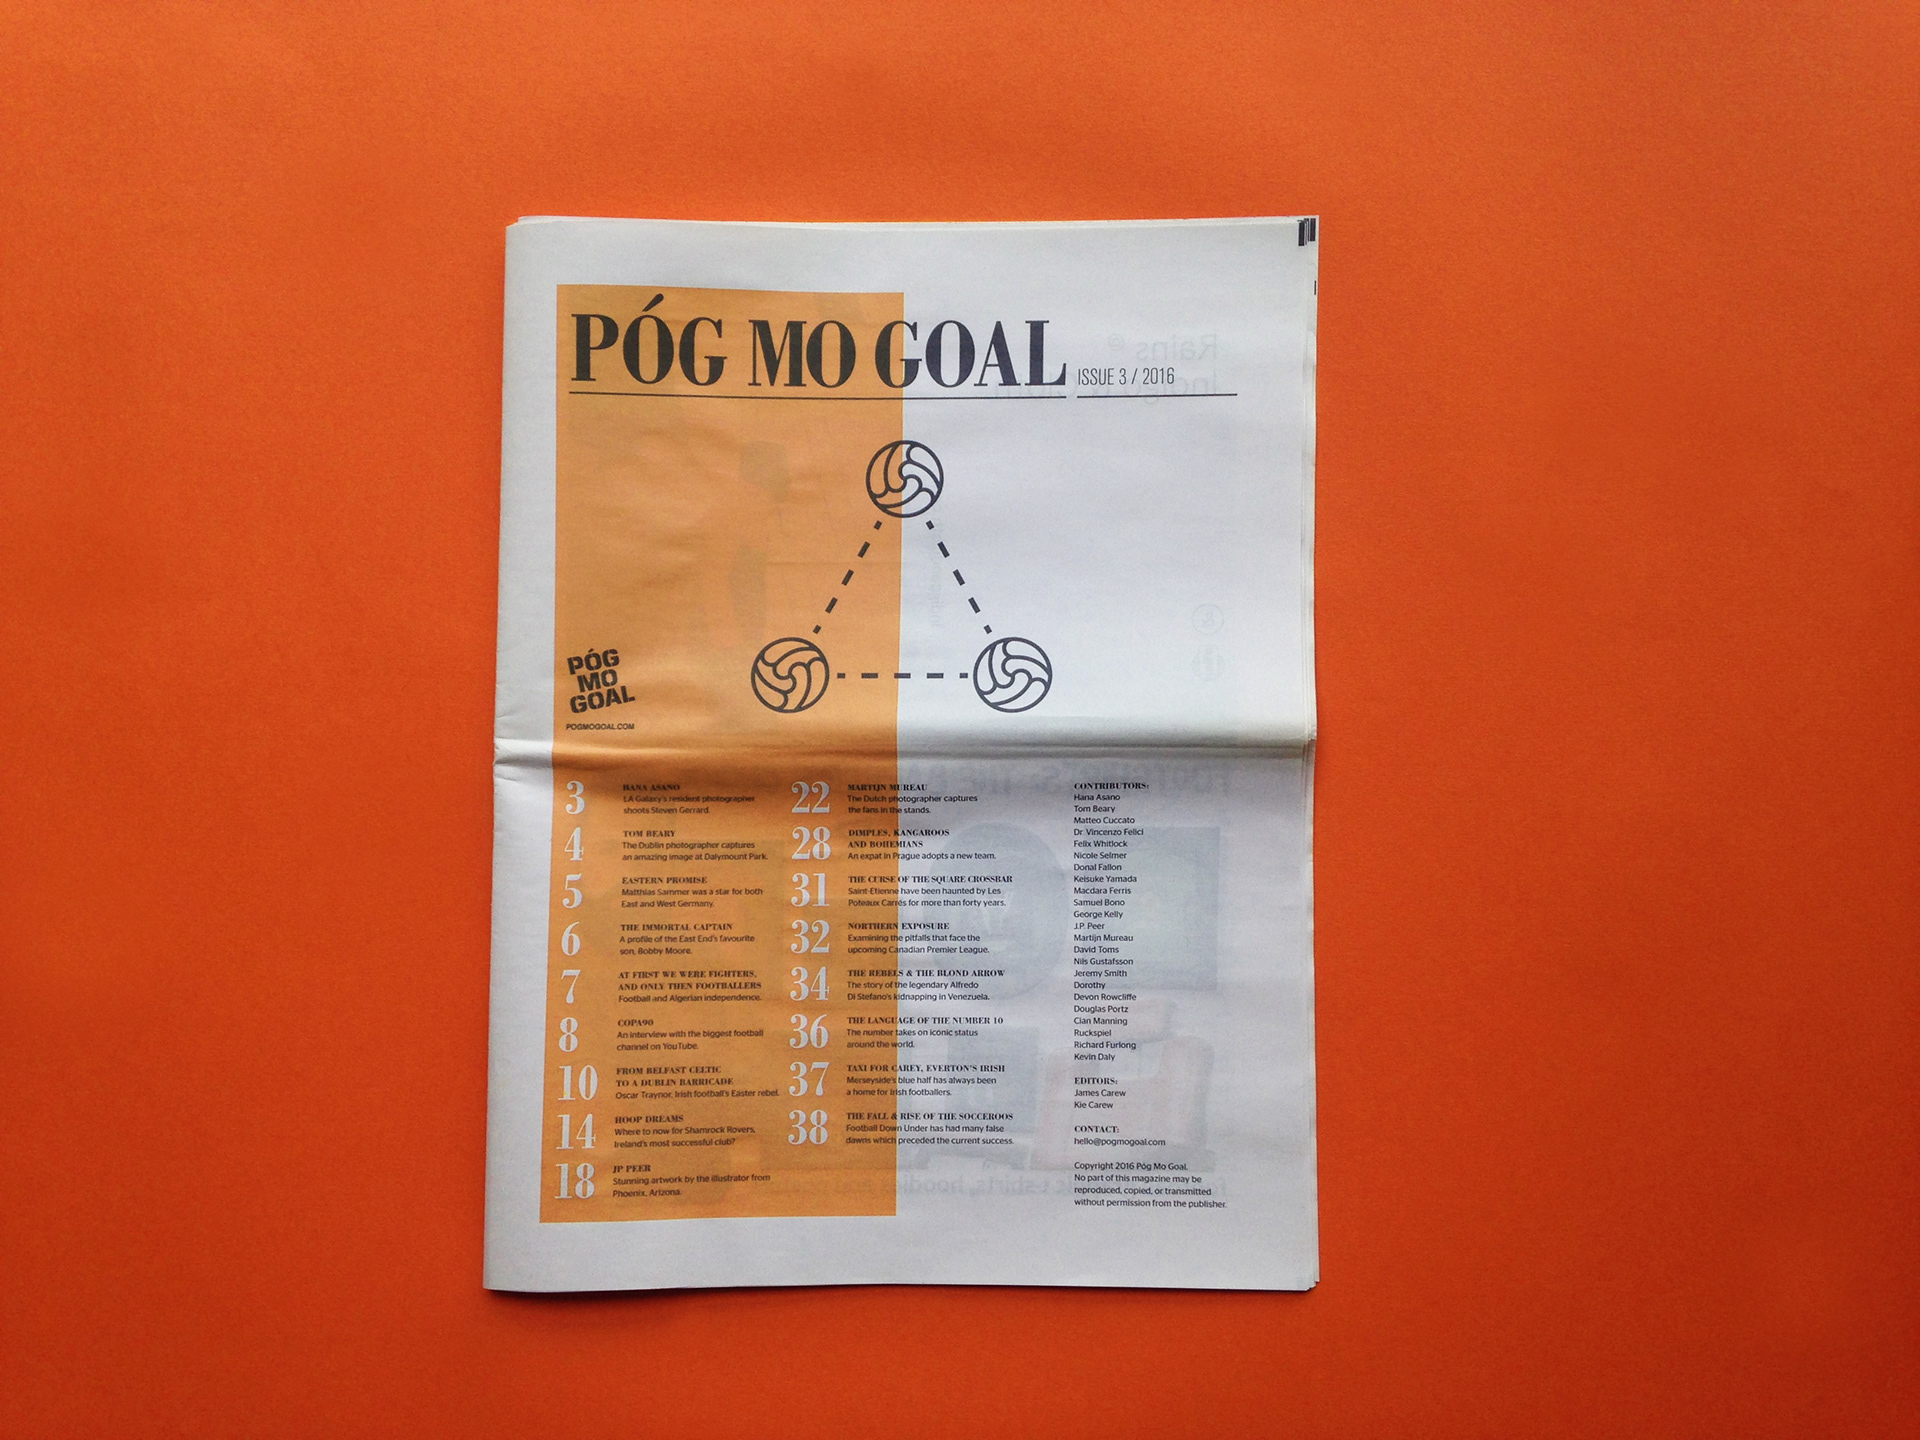 PÓG MO GOAL
ISSUE 3 / 2016
PÓG
MO
GOAL
POGMOGOAL.COM
3
HANA ASANO
LA Galaxy's resident photographer
shoots Steven Gerrard.
4
TOM BEARY
The Dublin photographer captures
an amazing image at Dalymount Park.
5
EASTERN PROMISE
Matthias Sammer was a star for both
East and West Germany.
6
THE IMMORTAL CAPTAIN
A profile of the East End's favourite
son, Bobby Moore.
7
AT FIRST WE WERE FIGHTERS,
AND ONLY THEN FOOTBALLERS
Football and Algerian independence.
8
COPA90
An interview with the biggest football
channel on YouTube.
10
FROM BELFAST CELTIC
TO A DUBLIN BARRICADE
Oscar Traynor, Irish football's Easter rebel.
14
HOOP DREAMS
Where to now for Shamrock Rovers,
Ireland's most successful club?
18
JP PEER
Stunning artwork by the illustrator from
Phoenix, Arizona.
22
MARTIJN MUREAU
The Dutch photographer captures
the fans in the stands.
28
DIMPLES, KANGAROOS
AND BOHEMIANS
An expat in Prague adopts a new team.
31
THE CURSE OF THE SQUARE CROSSBAR
Saint-Etienne have been haunted by Les
Poteaux Carrés for more than forty years.
32
NORTHERN EXPOSURE
Examining the pitfalls that face the
upcoming Canadian Premier League.
34
THE REBELS & THE BLOND ARROW
The story of the legendary Alfredo
Di Stefano's kidnapping in Venezuela.
36
THE LANGUAGE OF THE NUMBER 10
The number takes on iconic status
around the world.
37
TAXI FOR CAREY, EVERTON'S IRISH
Merseyside's blue half has always been
a home for Irish footballers.
38
THE FALL & RISE OF THE SOCCEROOS
Football Down Under has had many false
dawns which preceded the current success.
CONTRIBUTORS:
Hana Asano
Tom Beary
Matteo Cuccato
Dr. Vincenzo Felici
Felix Whitlock
Nicole Selmer
Donal Fallon
Keisuke Yamada
Macdara Ferris
Samuel Bono
George Kelly
J.P. Peer
Martijn Mureau
David Toms
Nils Gustafsson
Jeremy Smith
Dorothy
Devon Rowcliffe
Douglas Portz
Cian Manning
Ruckspiel
Richard Furlong
Kevin Daly
EDITORS:
James Carew
Kie Carew
CONTACT:
hello@pogmogoal.com
Copyright 2016 Póg Mo Goal.
No part of this magazine may be
reproduced, copied, or transmitted
without permission from the publisher.